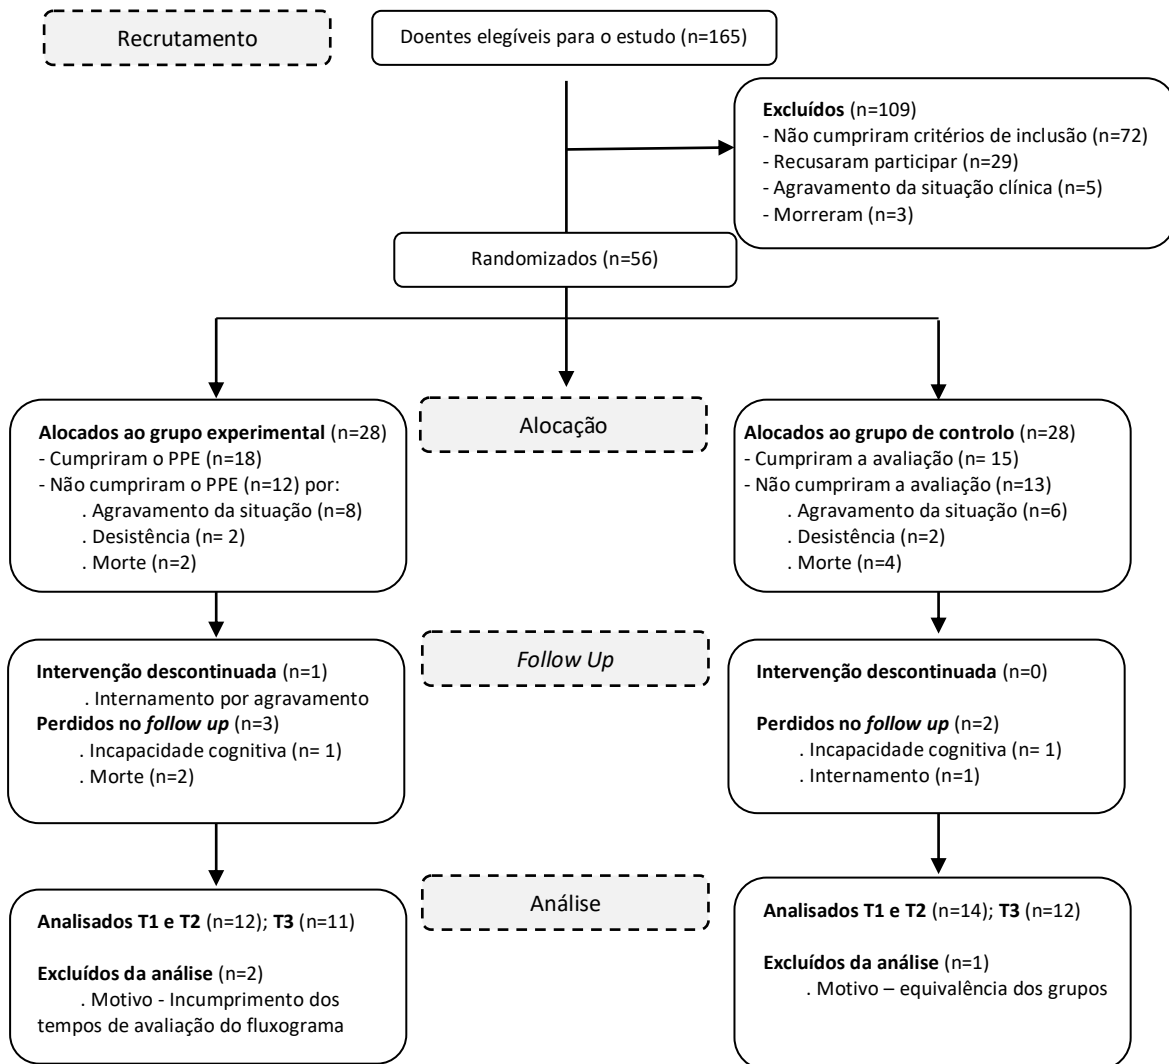 Recrutamento
Doentes elegíveis para o estudo (n=165)
Excluídos (n=109)
- Não cumpriram critérios de inclusão (n=72)
- Recusaram participar (n=29)
- Agravamento da situação clínica (n=5)
- Morreram (n=3)
Randomizados (n=56)
Alocação
Alocados ao grupo experimental (n=28)
- Cumpriram o PPE (n=18)
- Não cumpriram o PPE (n=12) por:
. Agravamento da situação (n=8)
. Desistência (n= 2)
. Morte (n=2)
Alocados ao grupo de controlo (n=28)
- Cumpriram a avaliação (n= 15)
- Não cumpriram a avaliação (n=13)
. Agravamento da situação (n=6)
. Desistência (n=2)
. Morte (n=4)
Follow Up
Intervenção descontinuada (n=1)
. Internamento por agravamento
Perdidos no follow up (n=3)
. Incapacidade cognitiva (n= 1)
. Morte (n=2)
Intervenção descontinuada (n=0)
Perdidos no follow up (n=2)
. Incapacidade cognitiva (n= 1)
. Internamento (n=1)
Análise
Analisados T1 e T2 (n=12); T3 (n=11)
Excluídos da análise (n=2)
. Motivo - Incumprimento dos
tempos de avaliação do fluxograma
Analisados T1 e T2 (n=14); T3 (n=12)
Excluídos da análise (n=1)
. Motivo – equivalência dos grupos